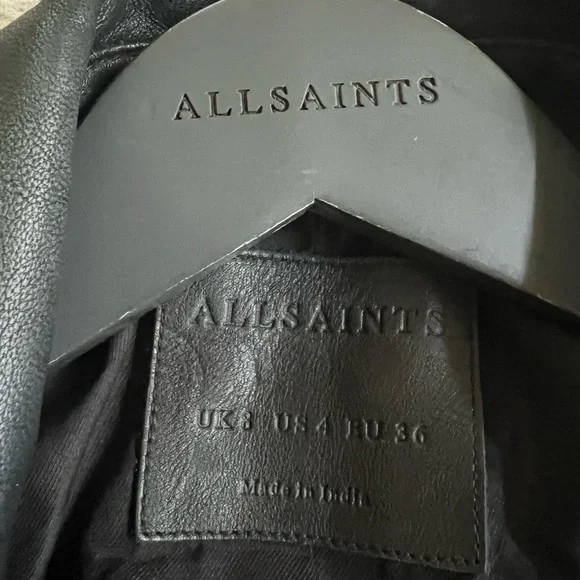 ALLSAINTS
ALLSAINTS
UK 8 US 4 EU 36
Made in India